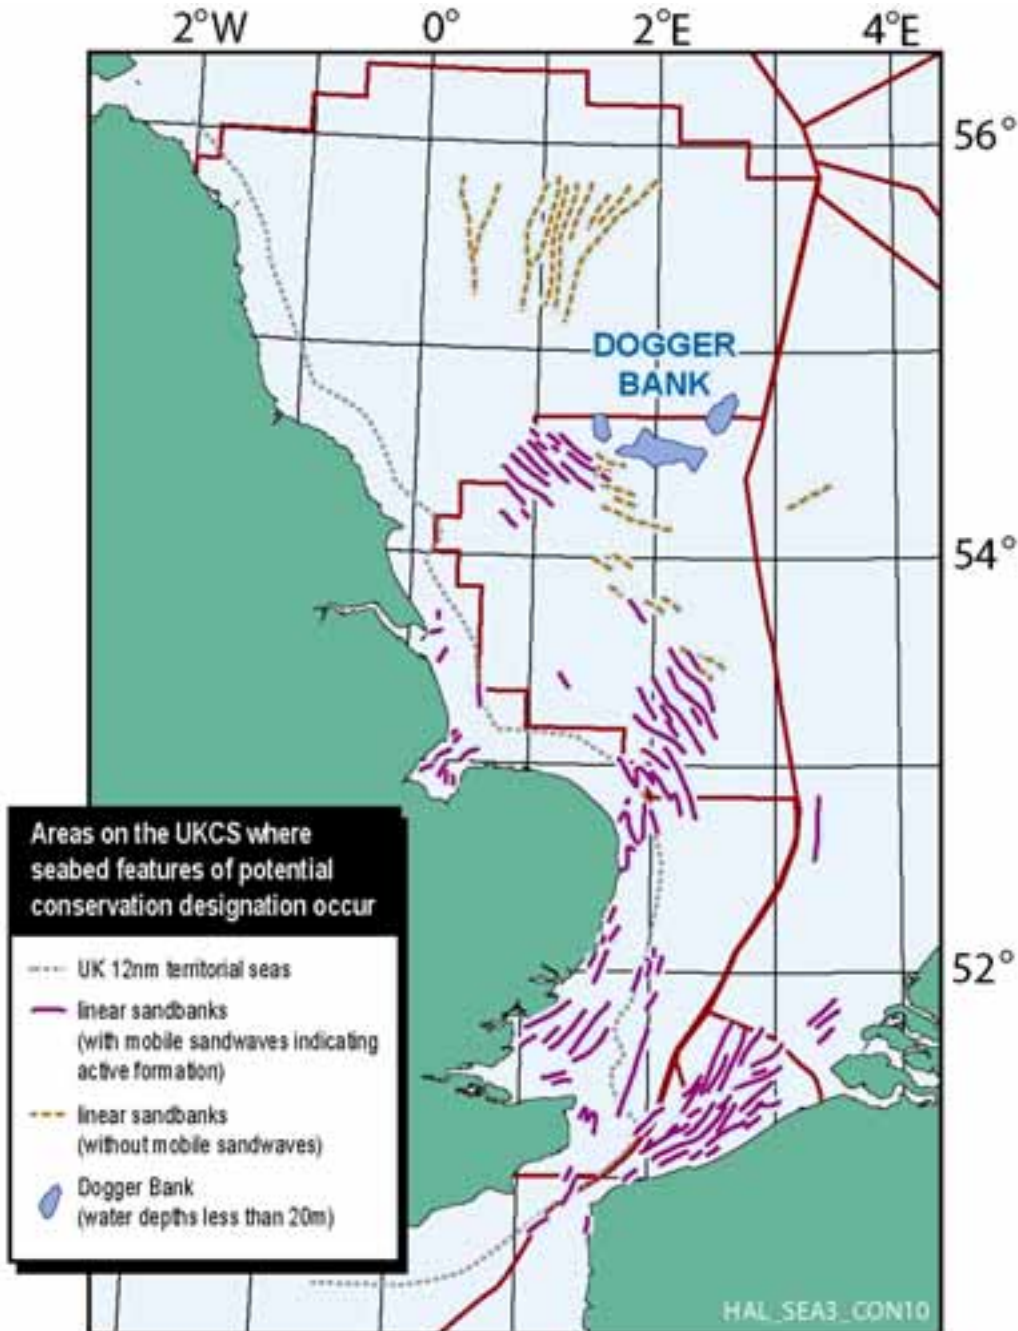 2°W
0°
2°E
4°E
56°
DOGGER
BANK
54°
52°
Areas on the UKCS where
seabed features of potential
conservation designation occur
UK 12nm territorial seas
linear sandbanks
(with mobile sandwaves indicating
active formation)
linear sandbanks
(without mobile sandwaves)
Dogger Bank
(water depths less than 20m)
HAL_SEA3_CON10